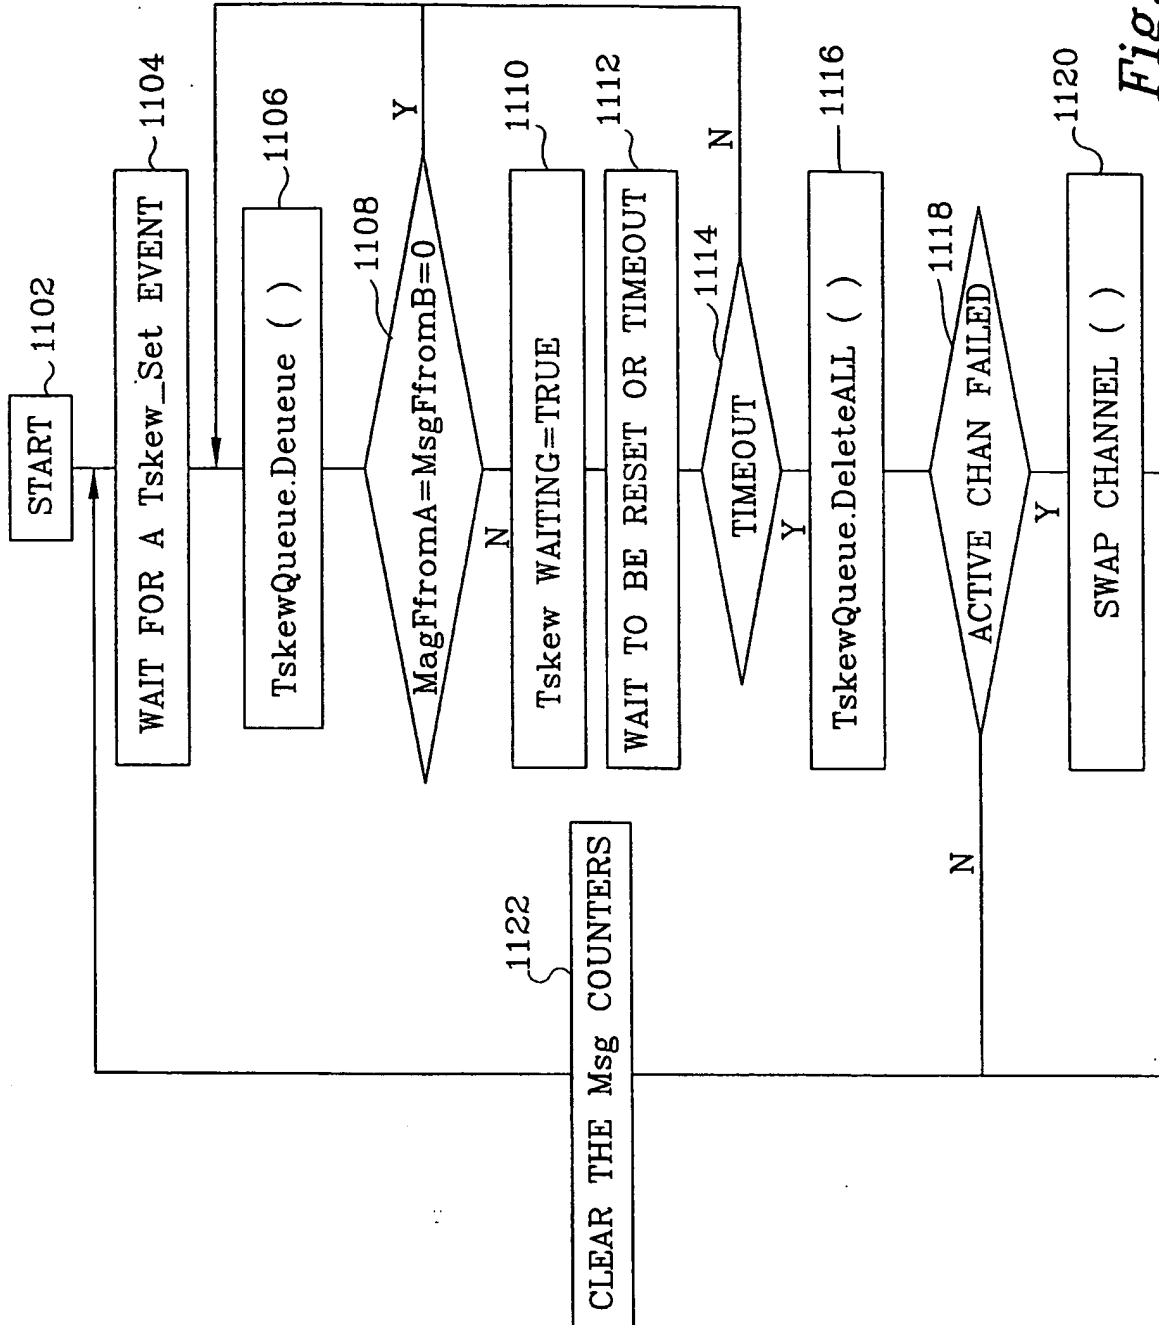 START
1102
WAIT FOR A Tskew_Set EVENT
1104
TskewQueue.Deueue ( )
1106
MagFfromA=MsgFfromB=0
1108
Y
N
Tskew WAITING=TRUE
1110
WAIT TO BE RESET OR TIMEOUT
1112
TIMEOUT
1114
N
Y
TskewQueue.DeleteALL ( )
1116
ACTIVE CHAN FAILED
1118
N
Y
SWAP CHANNEL ( )
1120
CLEAR THE Msg COUNTERS
1122
Fig.